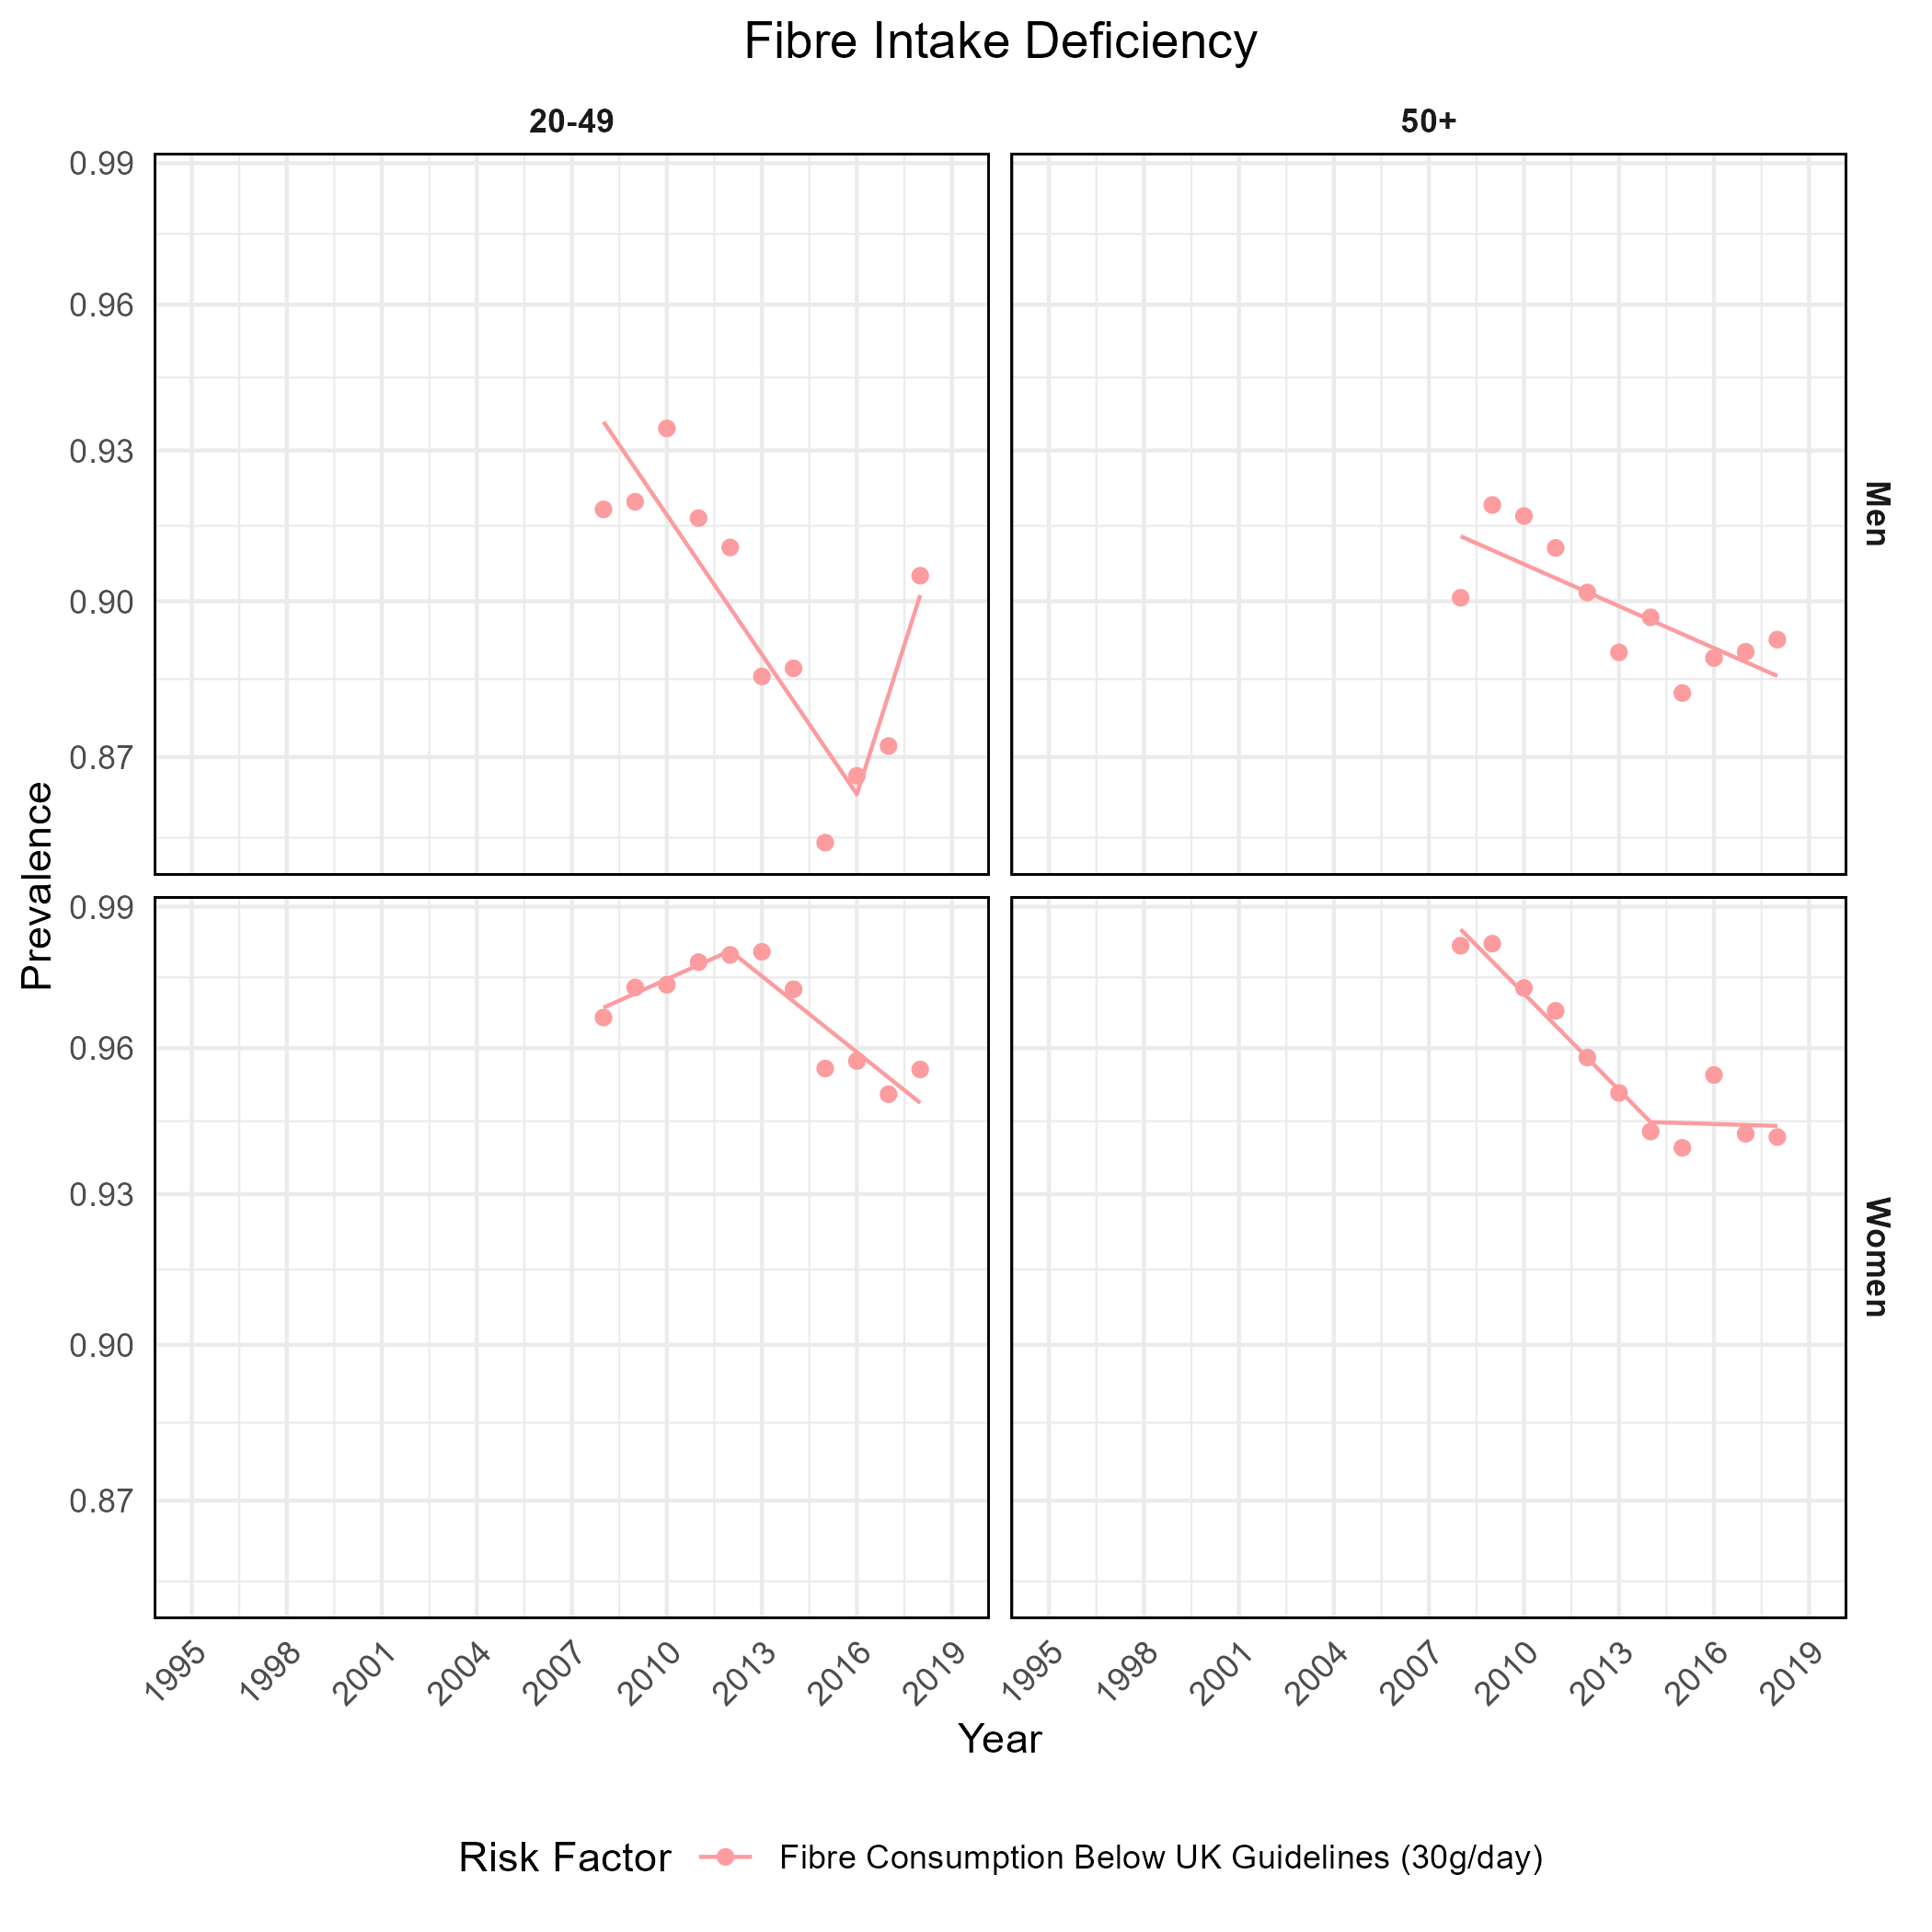 Fibre Intake Deficiency
20-49
50+
0.99
0.96
0.93
0.90
0.87
Men
Prevalence
0.99
0.96
0.93
0.90
0.87
Women
1995 1998 2001 2004 2007 2010 2013 2016 2019
1995 1998 2001 2004 2007 2010 2013 2016 2019
Year
Risk Factor Fibre Consumption Below UK Guidelines (30g/day)